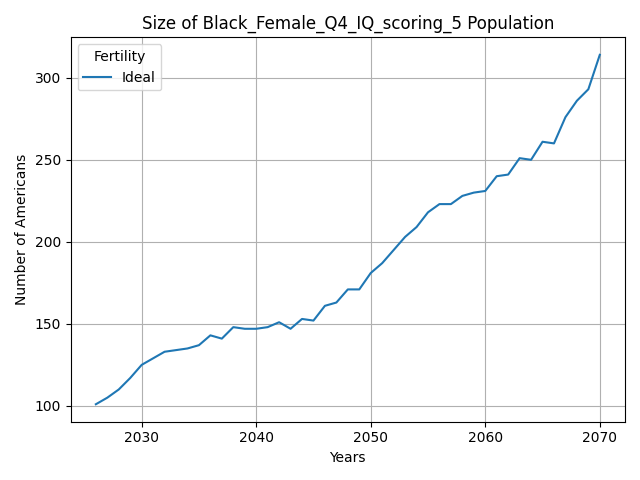 Size of Black_Female_Q4_IQ_scoring_5 Population
Fertility
Ideal
Number of Americans
300
250
200
150
100
2030 2040 2050 2060 2070
Years